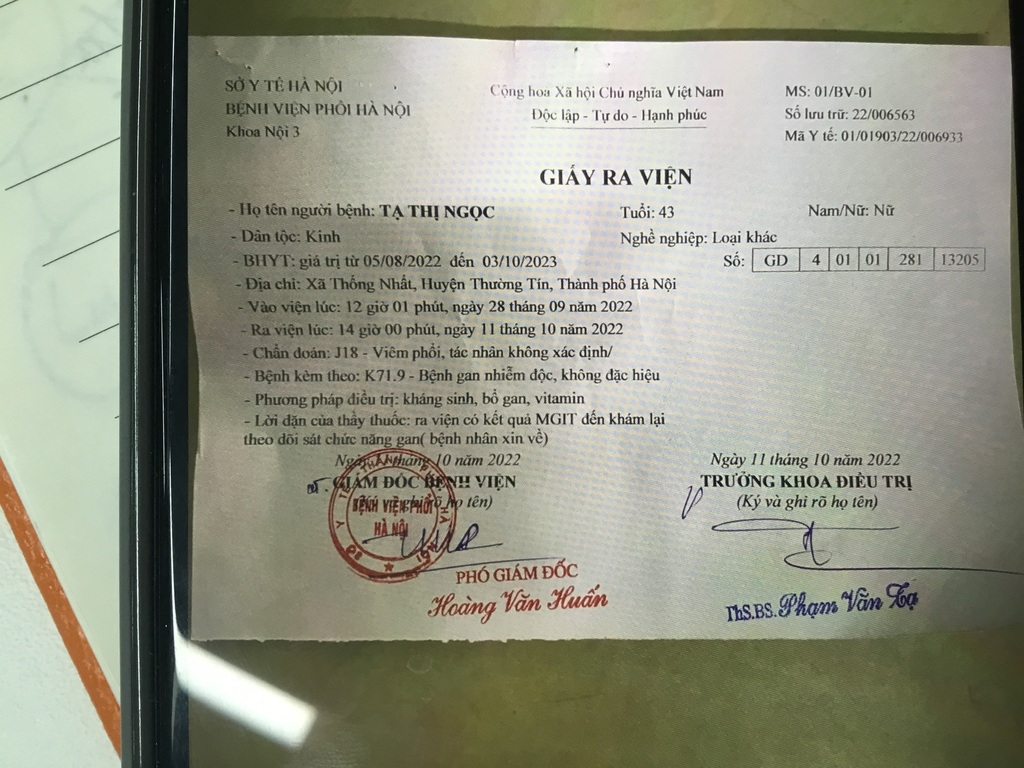 SỞ Y TẾ HÀ NỘI
BỆNH VIỆN PHỔI HÀ NỘI
Khoa Nội 3
Cộng hoa Xã hội Chủ nghĩa Việt Nam
Độc lập - Tự do - Hạnh phúc
MS: 01/BV-01
Số lưu trữ: 22/006563
Mã Y tế: 01/01903/22/006933
GIẤY RA VIỆN
- Họ tên người bệnh: TẠ THỊ NGỌC Tuổi: 43 Nam/Nữ: Nữ
- Dân tộc: Kinh Nghề nghiệp: Loại khác
- BHYT: giá trị từ 05/08/2022 đến 03/10/2023 Số: GD 4 01 01 281 13205
- Địa chỉ: Xã Thống Nhất, Huyện Thường Tín, Thành phố Hà Nội
- Vào viện lúc: 12 giờ 01 phút, ngày 28 tháng 09 năm 2022
- Ra viện lúc: 14 giờ 00 phút, ngày 11 tháng 10 năm 2022
- Chẩn đoán: J18 - Viêm phổi, tác nhân không xác định/
- Bệnh kèm theo: K71.9 - Bệnh gan nhiễm độc, không đặc hiệu
- Phương pháp điều trị: kháng sinh, bổ gan, vitamin
- Lời dặn của thầy thuốc: ra viện có kết quả MGIT đến khám lại
theo dõi sát chức năng gan( bệnh nhân xin về)
10 năm 2022
GIÁM ĐỐC BỆNH VIỆN
tên)
BỆNH VIỆN PHỔI
HÀ NỘI
PHÓ GIÁM ĐỐC
Hoàng Văn Huấn
Ngày 11 tháng 10 năm 2022
TRƯỞNG KHOA ĐIỀU TRỊ
(Ký và ghi rõ họ tên)
ThS.BS. Phạm Văn Tạ